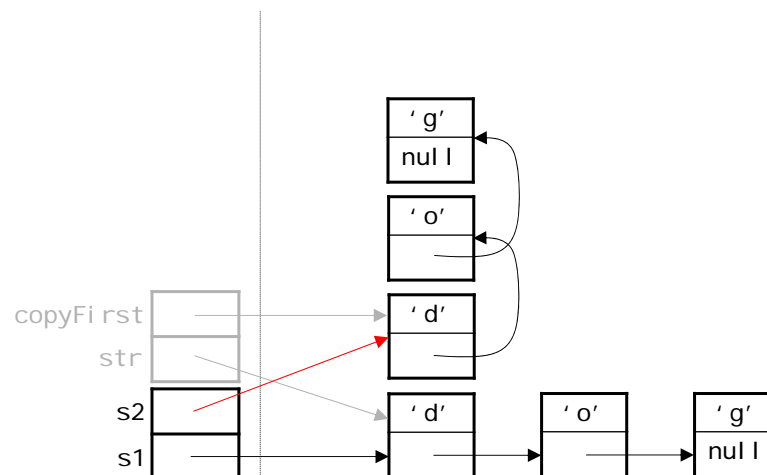 ‘g’
null
‘o’
copyFirst
‘d’
str
s2
‘d’ ‘o’ ‘g’
s1
null